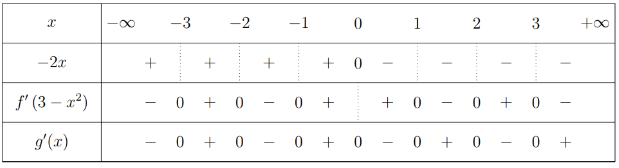 x −∞ −3 −2 −1 0 1 2 3 +∞
−2x + + + + 0 − − − −
f′(3 − x²) − 0 + 0 − 0 + + 0 − 0 + 0 −
g′(x) − 0 + 0 − 0 + 0 − 0 + 0 − 0 +